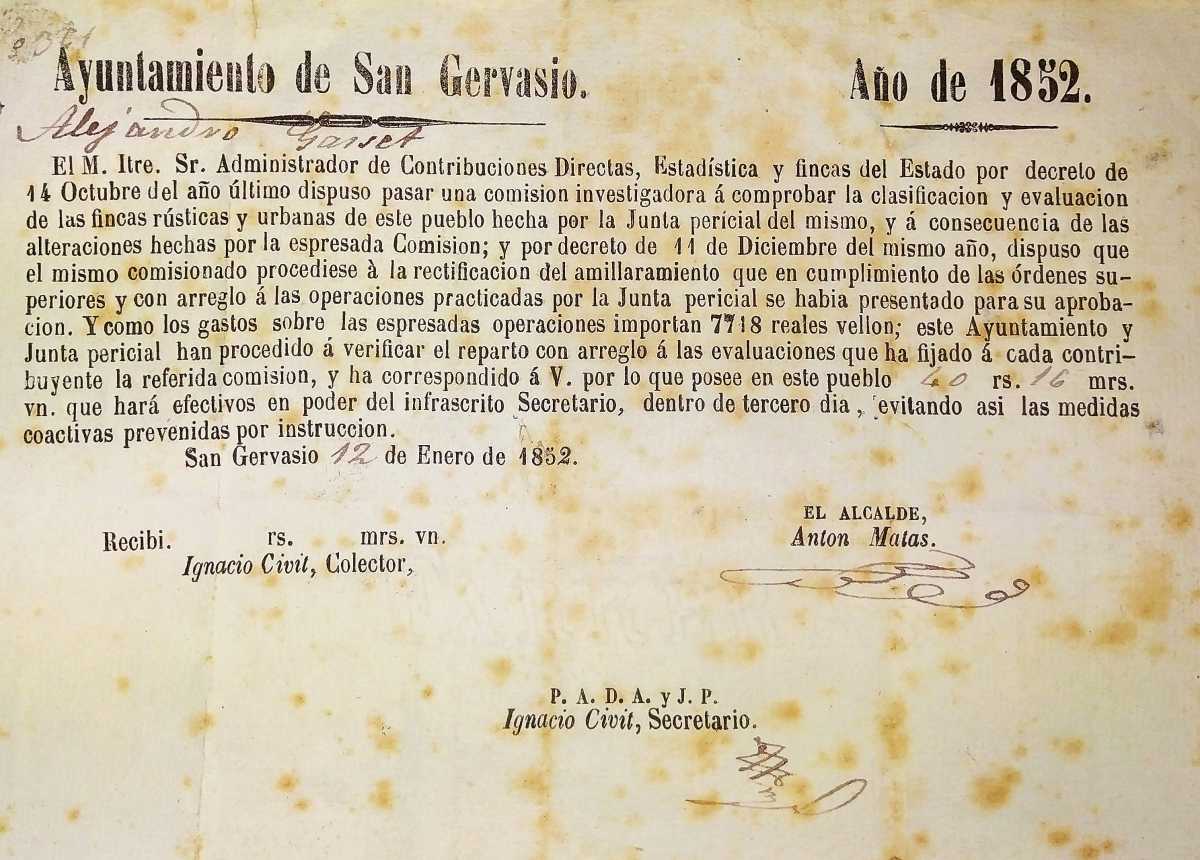 Ayuntamiento de San Gervasio. Año de 1852.
Alejandro Gasset
El M. Itre. Sr. Administrador de Contribuciones Directas, Estadística y fincas del Estado por decreto de
14 Octubre del año último dispuso pasar una comision investigadora á comprobar la clasificacion y evaluacion
de las fincas rústicas y urbanas de este pueblo hecha por la Junta perícial del mismo, y á consecuencia de las
alteraciones hechas por la espresada Comision; y por decreto de 11 de Diciembre del mismo año, dispuso que
el mismo comisionado procediese à la rectificacion del amillaramiento que en cumplimiento de las órdenes su-
periores y con arreglo á las operaciones practicadas por la Junta pericial se habia presentado para su aproba-
cion. Y como los gastos sobre las espresadas operaciones importan 7718 reales vellon; este Ayuntamiento y
Junta pericial han procedido á verificar el reparto con arreglo á las evaluaciones que ha fijado á cada contri-
buyente la referida comision, y ha correspondido á V. por lo que posee en este pueblo 40 rs. 16 mrs.
vn. que hará efectivos en poder del infrascrito Secretario, dentro de tercero dia, evitando asi las medidas
coactivas prevenidas por instruccion.
San Gervasio 12 de Enero de 1852.
EL ALCALDE,
Anton Matas.
Recibi. rs. mrs. vn.
Ignacio Civit, Colector,
P. A. D. A. y J. P.
Ignacio Civit, Secretario.